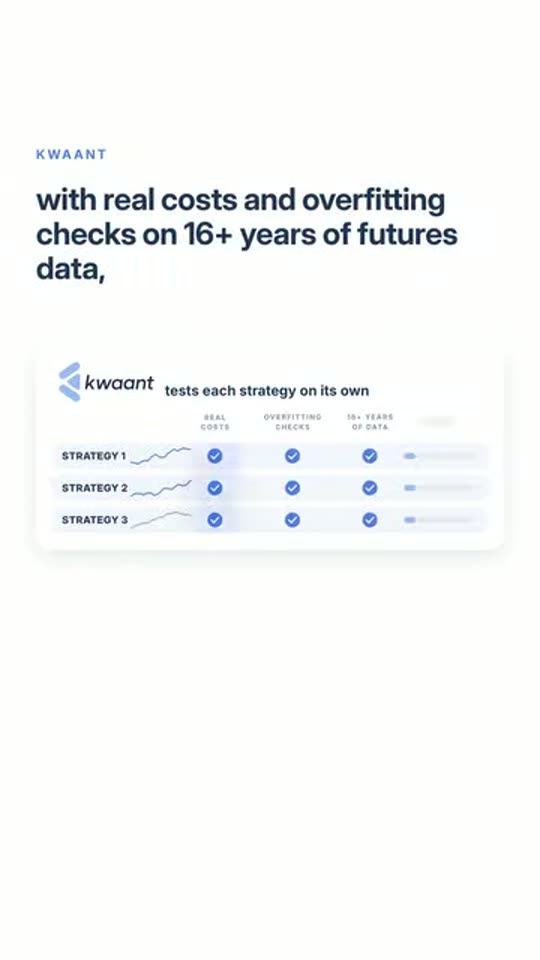 KWAANT
with real costs and overfitting
checks on 16+ years of futures
data,
kwaant tests each strategy on its own
REAL COSTS
OVERFITTING CHECKS
16+ YEARS OF DATA
STRATEGY 1
STRATEGY 2
STRATEGY 3